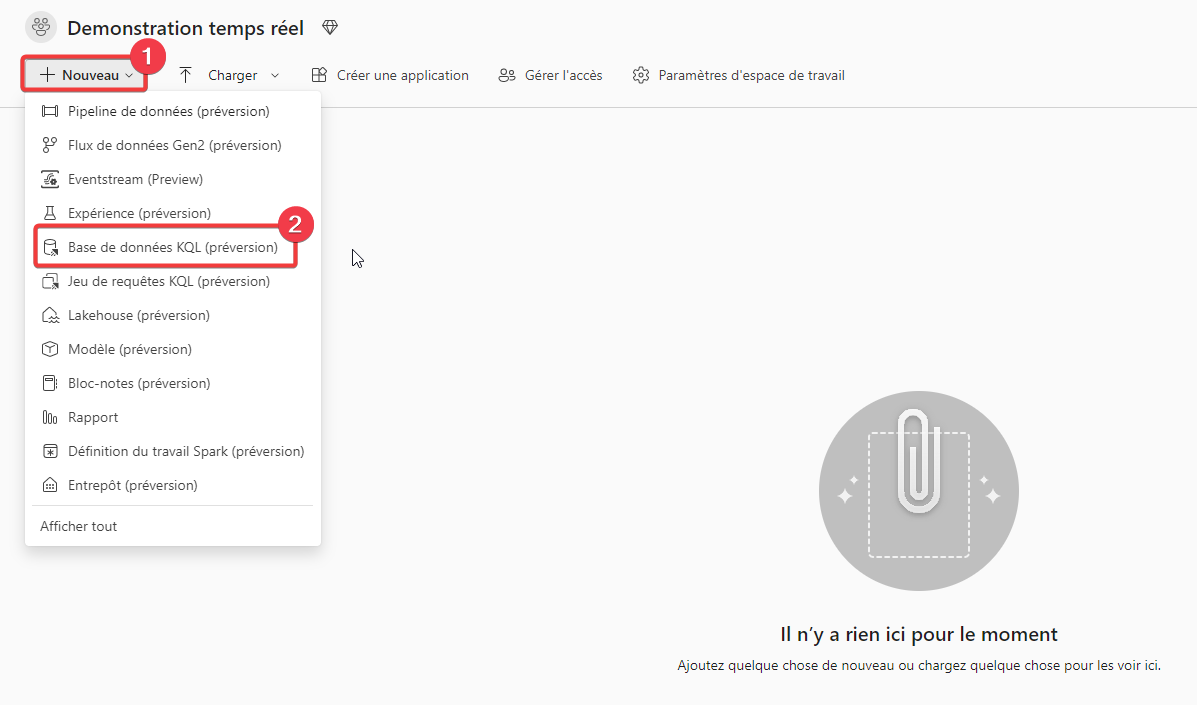 Demonstration temps réel
1
Nouveau
Charger
Créer une application
Gérer l'accès
Paramètres d'espace de travail
Pipeline de données (préversion)
Flux de données Gen2 (préversion)
Eventstream (Preview)
Expérience (préversion)
2
Base de données KQL (préversion)
Jeu de requêtes KQL (préversion)
Lakehouse (préversion)
Modèle (préversion)
Bloc-notes (préversion)
Rapport
Définition du travail Spark (préversion)
Entrepôt (préversion)
Afficher tout
Il n’y a rien ici pour le moment
Ajoutez quelque chose de nouveau ou chargez quelque chose pour les voir ici.